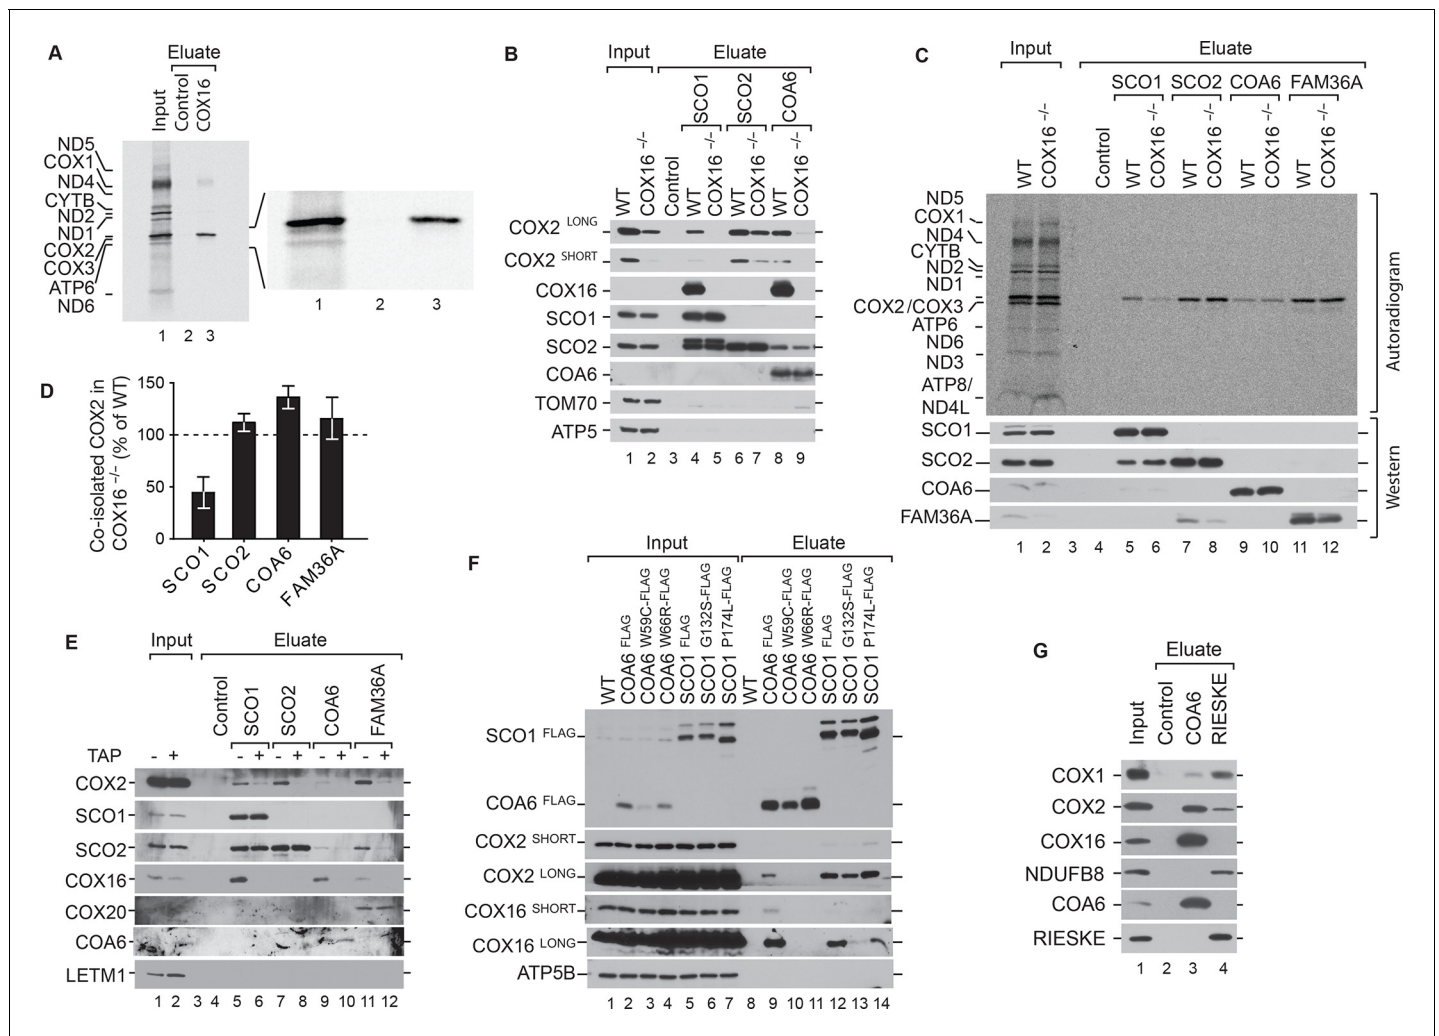 A
Eluate
Input
Control
COX16
ND5
COX1
ND4
CYTB
ND2
ND1
COX2
COX3
ATP6
ND6
1 2 3
1 2 3
B
Input Eluate
SCO1 SCO2 COA6
WT COX16 -/- Control WT COX16 -/- WT COX16 -/- WT COX16 -/-
COX2 LONG
COX2 SHORT
COX16
SCO1
SCO2
COA6
TOM70
ATP5
1 2 3 4 5 6 7 8 9
C
Input Eluate
SCO1 SCO2 COA6 FAM36A
WT COX16 -/- Control WT COX16 -/- WT COX16 -/- WT COX16 -/- WT COX16 -/-
ND5
COX1
ND4
CYTB
ND2
ND1
COX2/COX3
ATP6
ND6
ND3
ATP8/
ND4L
Autoradiogram
SCO1
SCO2
COA6
FAM36A
Western
1 2 3 4 5 6 7 8 9 10 11 12
D
Co-isolated COX2 in
COX16 -/- (% of WT)
150
100
50
0
SCO1
SCO2
COA6
FAM36A
E
Input Eluate
Control SCO1 SCO2 COA6 FAM36A
TAP - + - + - + - + - +
COX2
SCO1
SCO2
COX16
COX20
COA6
LETM1
1 2 3 4 5 6 7 8 9 10 11 12
F
Input Eluate
WT COA6 FLAG COA6 W59C-FLAG COA6 W66R-FLAG SCO1 FLAG SCO1 G132S-FLAG SCO1 P174L-FLAG WT COA6 FLAG COA6 W59C-FLAG COA6 W66R-FLAG SCO1 FLAG SCO1 G132S-FLAG SCO1 P174L-FLAG
SCO1 FLAG
COA6 FLAG
COX2 SHORT
COX2 LONG
COX16 SHORT
COX16 LONG
ATP5B
1 2 3 4 5 6 7 8 9 10 11 12 13 14
G
Eluate
Input
Control
COA6
RIESKE
COX1
COX2
COX16
NDUFB8
COA6
RIESKE
1 2 3 4